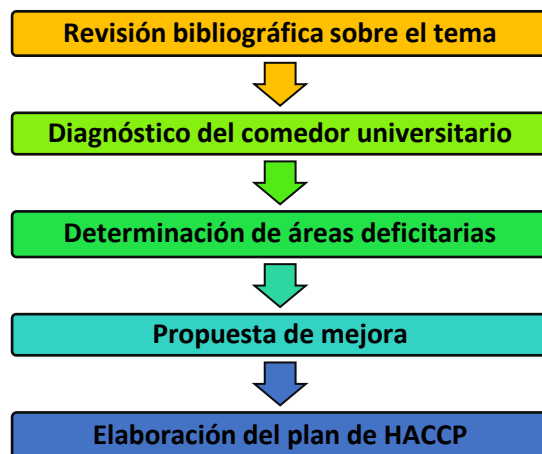 Revisión bibliográfica sobre el tema
Diagnóstico del comedor universitario
Determinación de áreas deficitarias
Propuesta de mejora
Elaboración del plan de HACCP